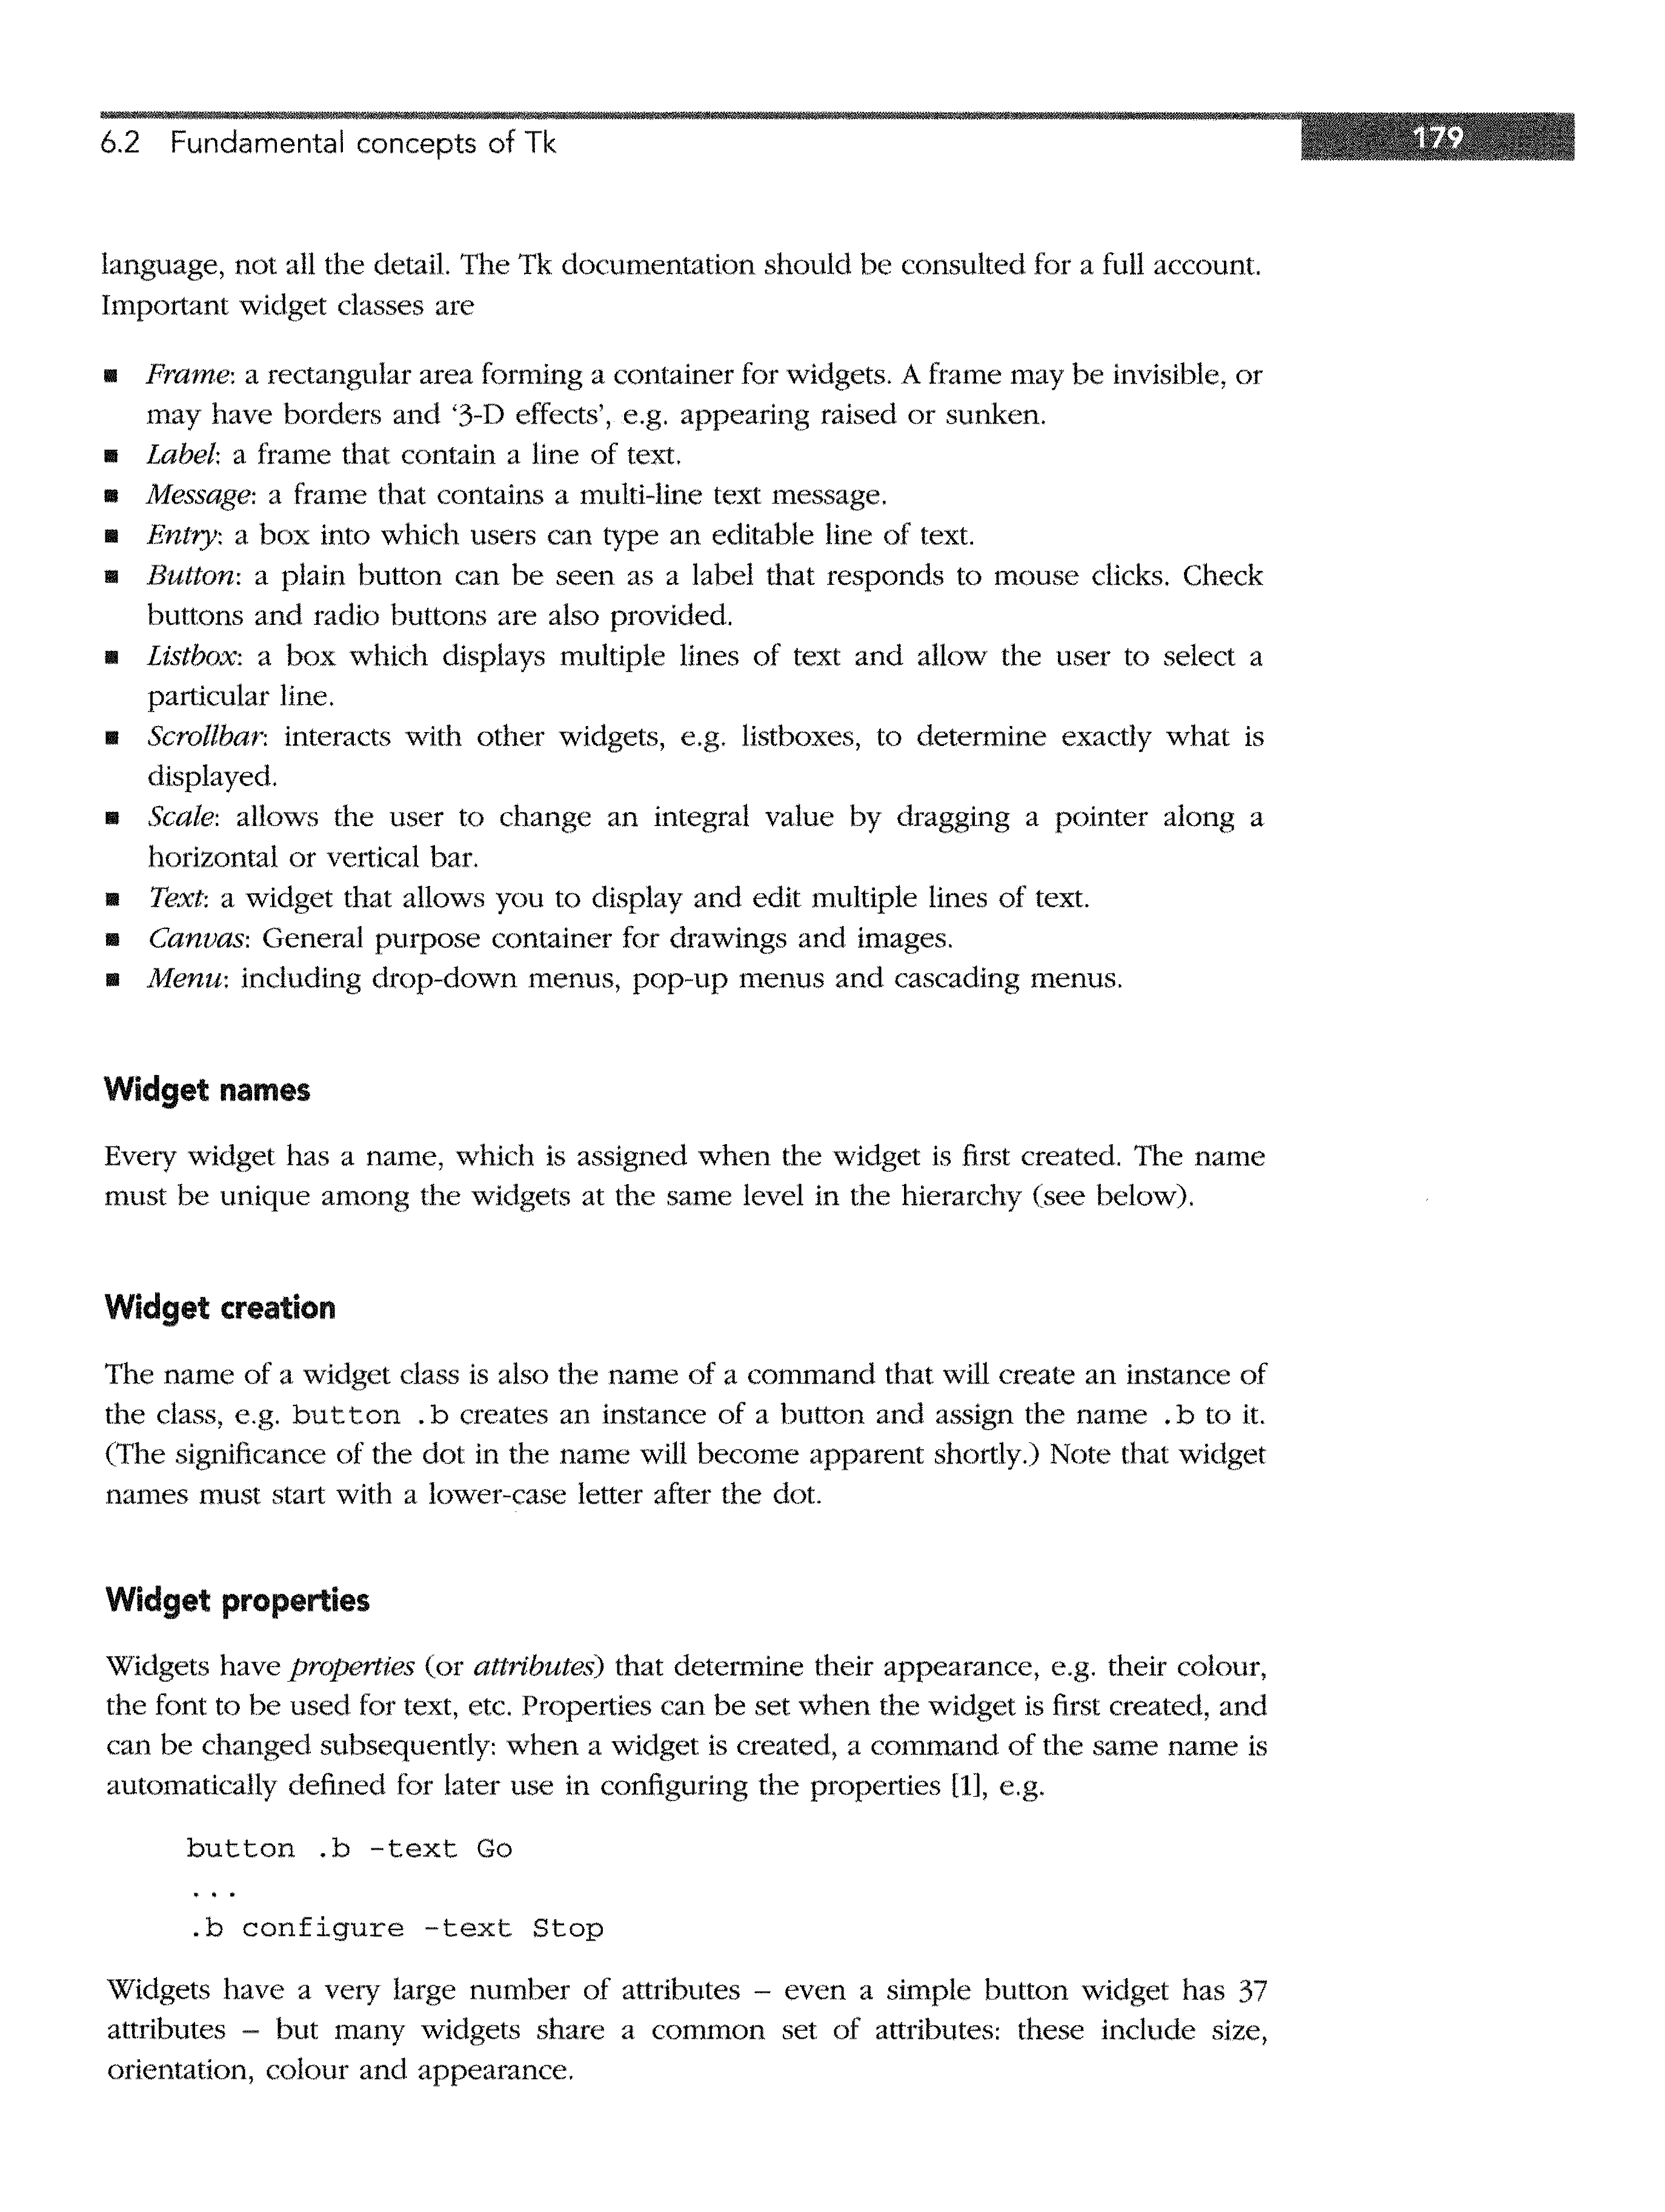 6.2 Fundamental concepts of Tk
179
language, not all the detail. The Tk documentation should be consulted for a full account.
Important widget classes are
■ Frame: a rectangular area forming a container for widgets. A frame may be invisible, or
may have borders and ‘3-D effects’, e.g. appearing raised or sunken.
■ Label: a frame that contain a line of text.
■ Message: a frame that contains a multi-line text message.
■ Entry: a box into which users can type an editable line of text.
■ Button: a plain button can be seen as a label that responds to mouse clicks. Check
buttons and radio buttons are also provided.
■ Listbox: a box which displays multiple lines of text and allow the user to select a
particular line.
■ Scrollbar: interacts with other widgets, e.g. listboxes, to determine exactly what is
displayed.
■ Scale: allows the user to change an integral value by dragging a pointer along a
horizontal or vertical bar.
■ Text: a widget that allows you to display and edit multiple lines of text.
■ Canvas: General purpose container for drawings and images.
■ Menu: including drop-down menus, pop-up menus and cascading menus.
Widget names
Every widget has a name, which is assigned when the widget is first created. The name
must be unique among the widgets at the same level in the hierarchy (see below).
Widget creation
The name of a widget class is also the name of a command that will create an instance of
the class, e.g. button .b creates an instance of a button and assign the name .b to it.
(The significance of the dot in the name will become apparent shortly.) Note that widget
names must start with a lower-case letter after the dot.
Widget properties
Widgets have properties (or attributes) that determine their appearance, e.g. their colour,
the font to be used for text, etc. Properties can be set when the widget is first created, and
can be changed subsequently: when a widget is created, a command of the same name is
automatically defined for later use in configuring the properties [1], e.g.
button .b -text Go
...
.b configure -text Stop
Widgets have a very large number of attributes – even a simple button widget has 37
attributes – but many widgets share a common set of attributes: these include size,
orientation, colour and appearance.